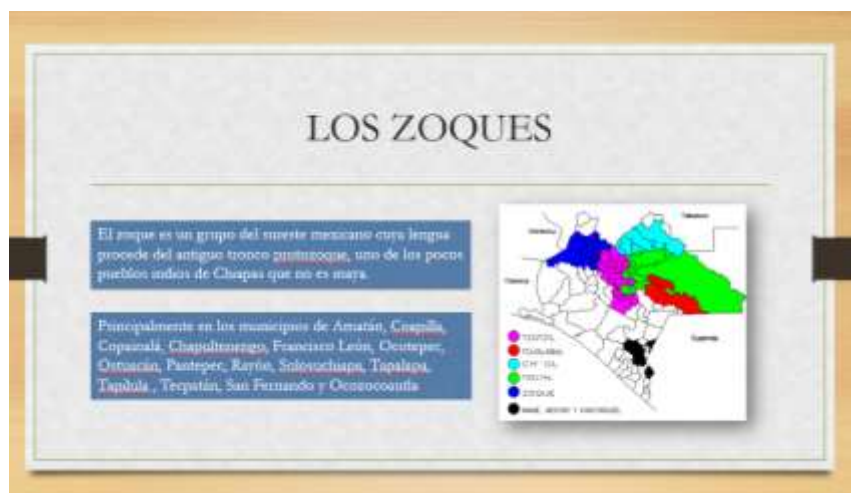 LOS ZOQUES
El zoque es un grupo del sureste mexicano cuya lengua
procede del antiguo tronco protozoque, uno de los pocos
pueblos indios de Chiapas que no es maya.
Principalmente en los municipios de Amatán, Coapilla,
Copainalá, Chapultenango, Francisco León, Ocotepec,
Ostuacán, Pantepec, Rayón, Solosuchiapa, Tapalapa,
Tapilula , Tecpatán, San Fernando y Ocozocoautla
Tabasco
TZOTZIL
TOJOLABAL
CH' OL
TZELTAL
ZOQUE